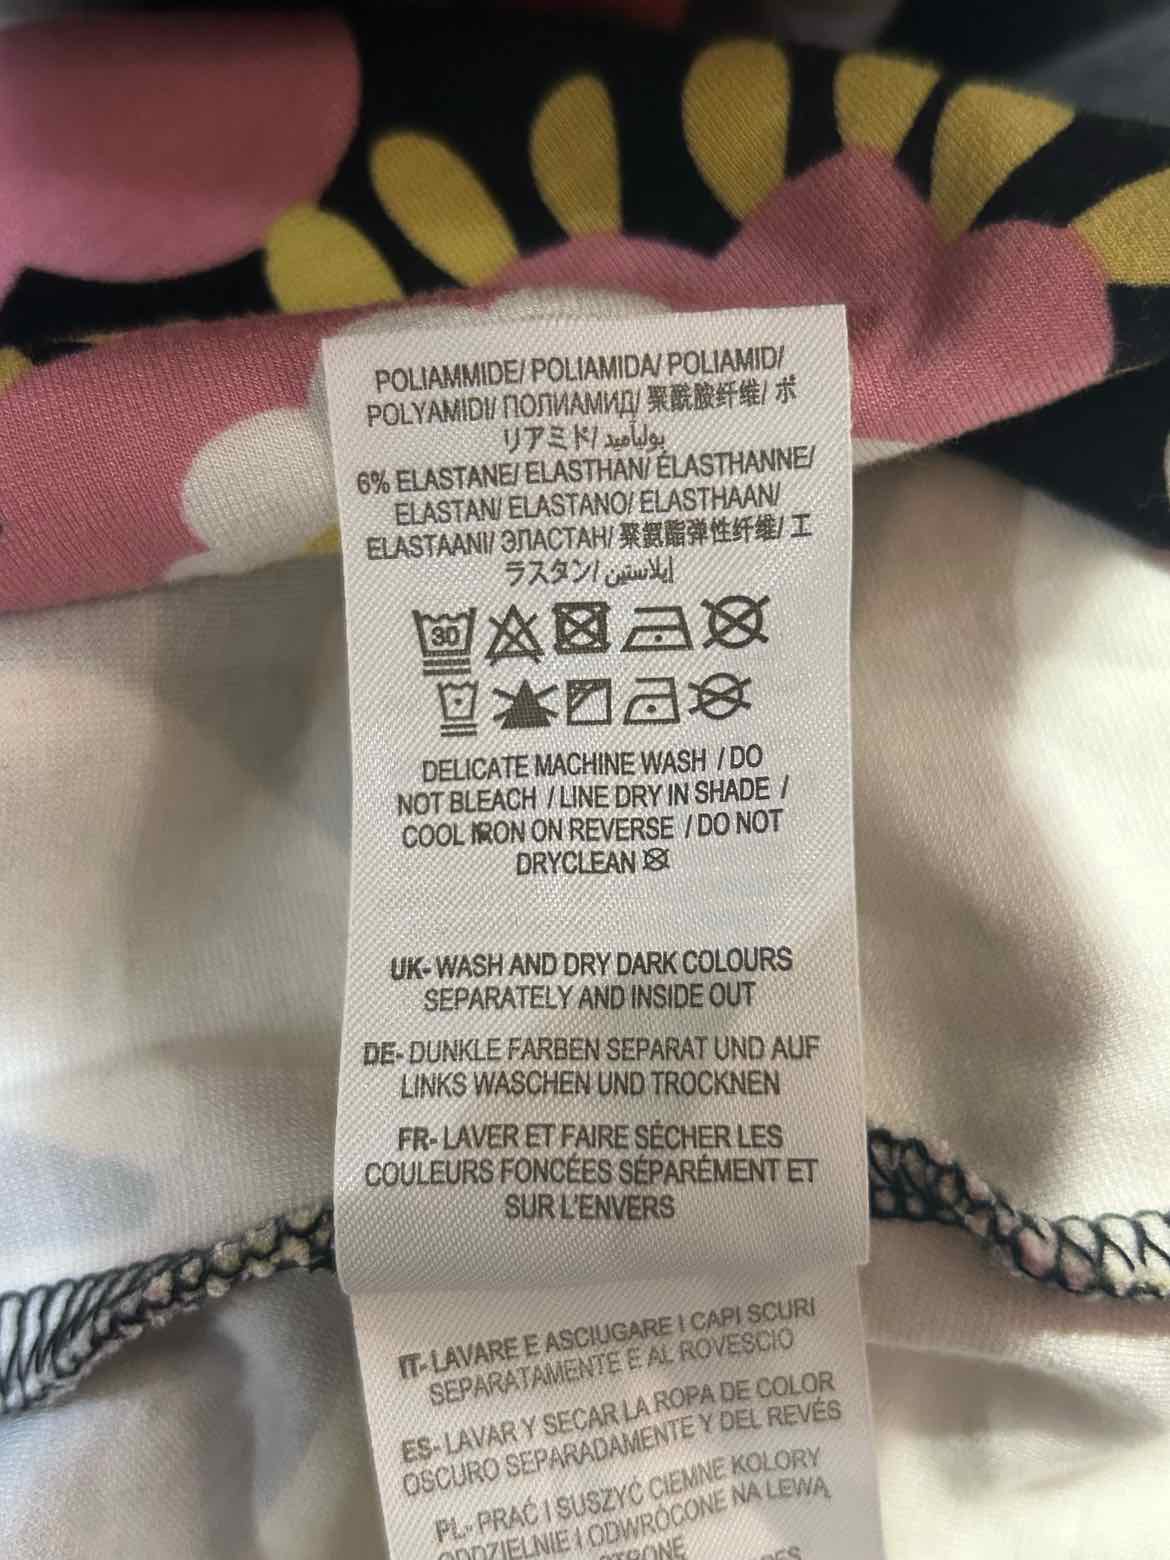 POLIAMMIDE/ POLIAMIDA/ POLIAMID/
POLYAMIDI/ ПОЛИАМИД/ 聚酰胺纤维/ ポ
リアミド/ بولياميد
6% ELASTANE/ ELASTHAN/ ÉLASTHANNE/
ELASTAN/ ELASTANO/ ELASTHAAN/
ELASTAANI/ ЭЛАСТАН/ 聚氨酯弹性纤维/ エ
ラスタン/ إيلاستين
30
DELICATE MACHINE WASH / DO
NOT BLEACH / LINE DRY IN SHADE /
COOL IRON ON REVERSE / DO NOT
DRYCLEAN
UK- WASH AND DRY DARK COLOURS
SEPARATELY AND INSIDE OUT
DE- DUNKLE FARBEN SEPARAT UND AUF
LINKS WASCHEN UND TROCKNEN
FR- LAVER ET FAIRE SÉCHER LES
COULEURS FONCÉES SÉPARÉMENT ET
SUR L'ENVERS
IT- LAVARE E ASCIUGARE I CAPI SCURI
SEPARATAMENTE E AL ROVESCIO
ES- LAVAR Y SECAR LA ROPA DE COLOR
OSCURO SEPARADAMENTE Y DEL REVÉS
PL- PRAĆ I SUSZYĆ CIEMNE KOLORY
ODDZIELNIE I ODWRÓCONE NA LEWĄ
STRONĘ